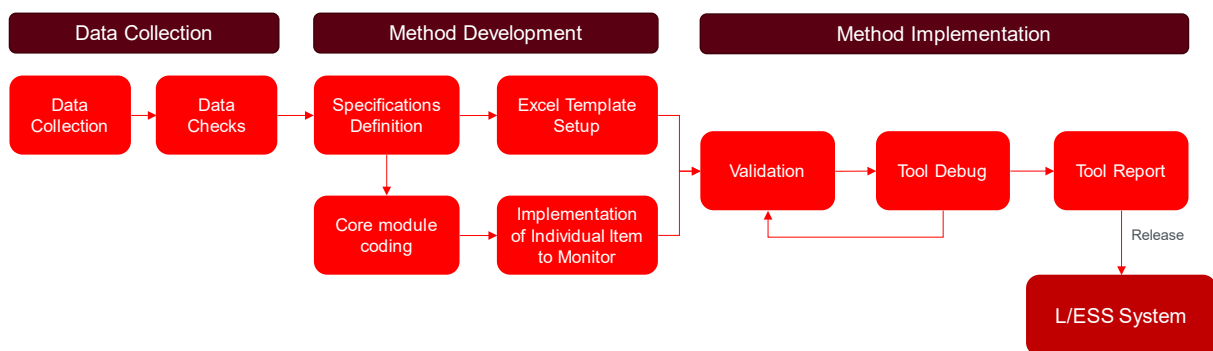 Data Collection
Method Development
Method Implementation
Data
Collection
Data
Checks
Specifications
Definition
Excel Template
Setup
Core module
coding
Implementation
of Individual Item
to Monitor
Validation
Tool Debug
Tool Report
Release
L/ESS System